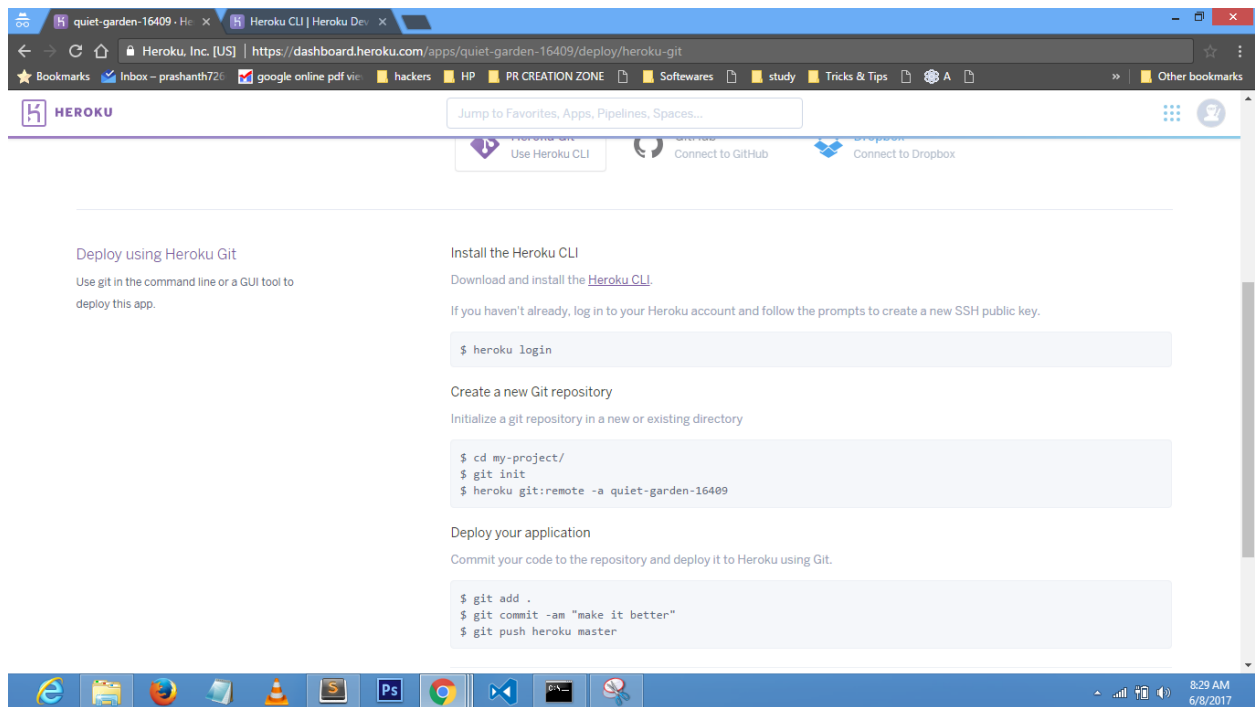 quiet-garden-16409 · He
Heroku CLI | Heroku Dev
Heroku, Inc. [US] | https://dashboard.heroku.com/apps/quiet-garden-16409/deploy/heroku-git
Bookmarks Inbox – prashanth726 google online pdf vie hackers HP PR CREATION ZONE Softewares study Tricks & Tips A » Other bookmarks
HEROKU
Jump to Favorites, Apps, Pipelines, Spaces...
Heroku Git
GitHub
Dropbox
Use Heroku CLI
Connect to GitHub
Connect to Dropbox
Deploy using Heroku Git
Use git in the command line or a GUI tool to
deploy this app.
Install the Heroku CLI
Download and install the Heroku CLI.
If you haven't already, log in to your Heroku account and follow the prompts to create a new SSH public key.
$ heroku login
Create a new Git repository
Initialize a git repository in a new or existing directory
$ cd my-project/
$ git init
$ heroku git:remote -a quiet-garden-16409
Deploy your application
Commit your code to the repository and deploy it to Heroku using Git.
$ git add .
$ git commit -am "make it better"
$ git push heroku master
Ps
C:\_
8:29 AM
6/8/2017